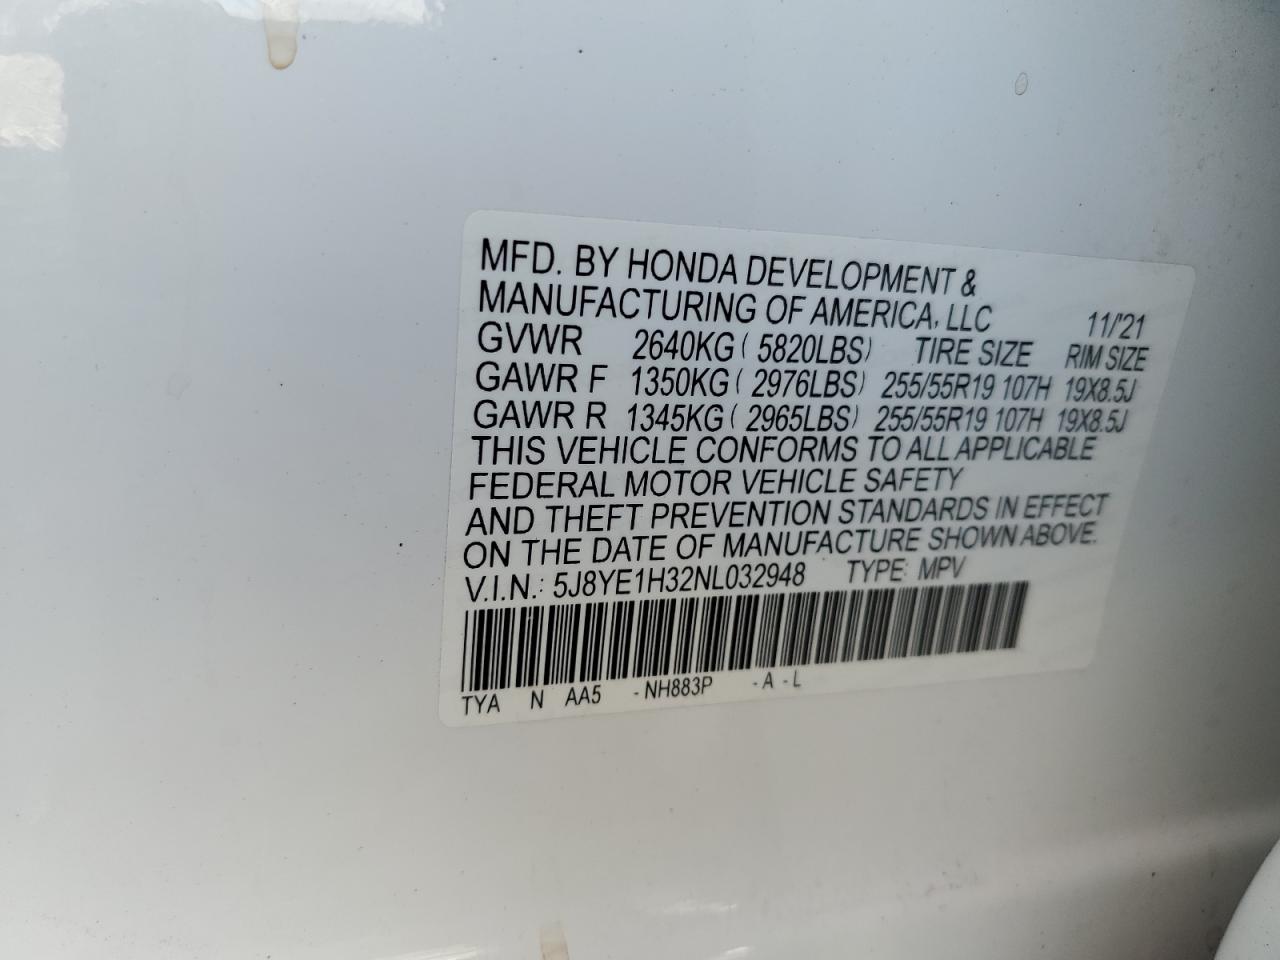 MFD. BY HONDA DEVELOPMENT &
MANUFACTURING OF AMERICA, LLC 11/'21
GVWR 2640KG ( 5820LBS) TIRE SIZE RIM SIZE
GAWR F 1350KG ( 2976LBS) 255/55R19 107H 19X8.5J
GAWR R 1345KG ( 2965LBS) 255/55R19 107H 19X8.5J
THIS VEHICLE CONFORMS TO ALL APPLICABLE
FEDERAL MOTOR VEHICLE SAFETY
AND THEFT PREVENTION STANDARDS IN EFFECT
ON THE DATE OF MANUFACTURE SHOWN ABOVE.
V.I.N.: 5J8YE1H32NL032948 TYPE: MPV
TYA N AA5 - NH883P - A - L